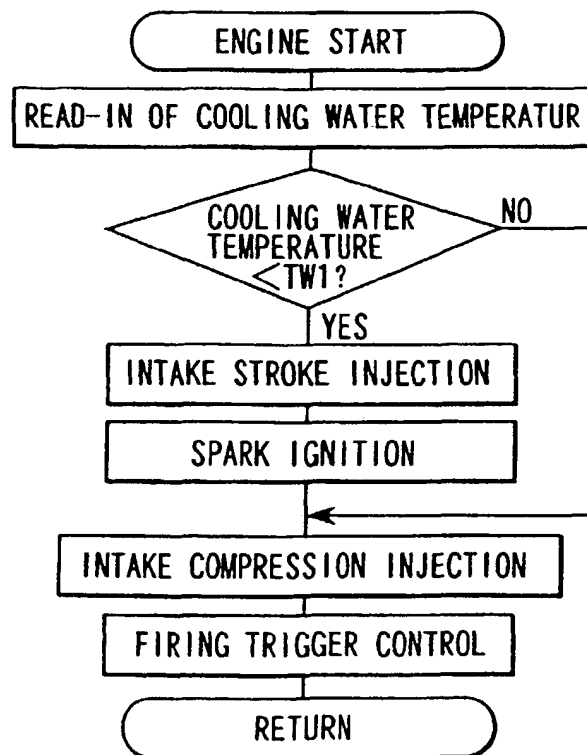 ENGINE START
READ-IN OF COOLING WATER TEMPERATUR
COOLING WATER
TEMPERATURE
<TW1?
NO
YES
INTAKE STROKE INJECTION
SPARK IGNITION
INTAKE COMPRESSION INJECTION
FIRING TRIGGER CONTROL
RETURN